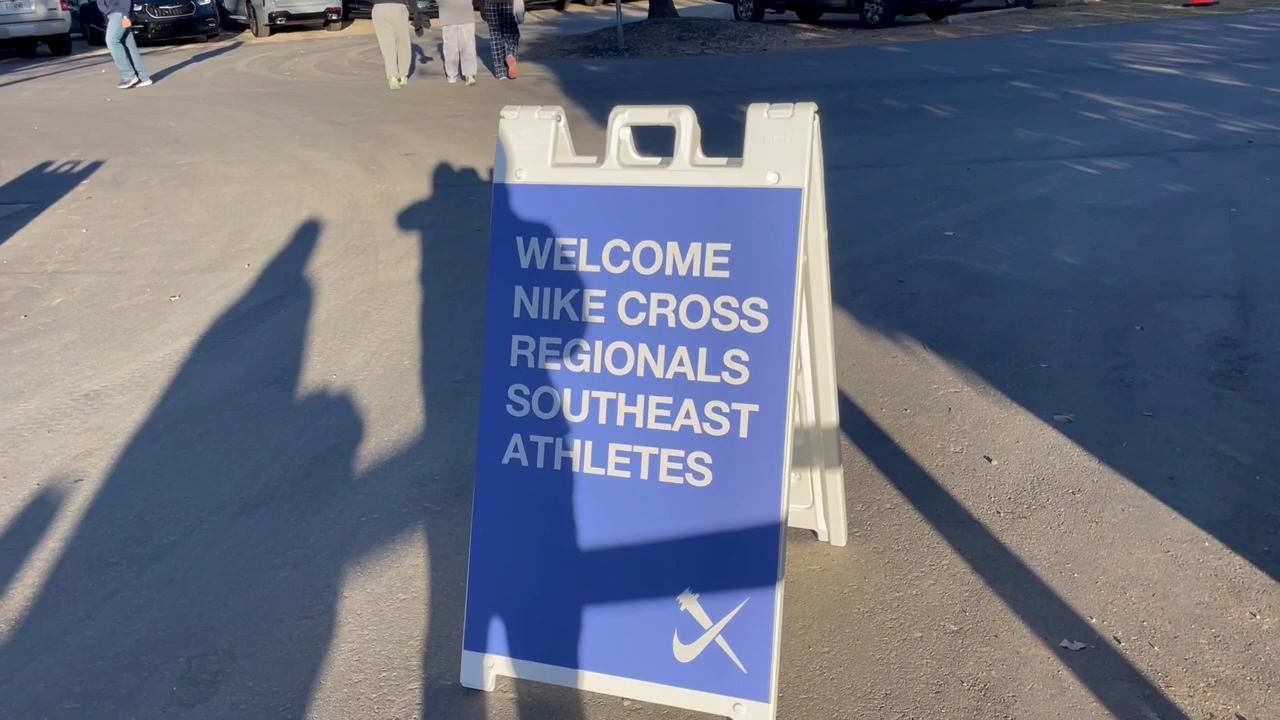 WELCOME
NIKE CROSS
REGIONALS
SOUTHEAST
ATHLETES